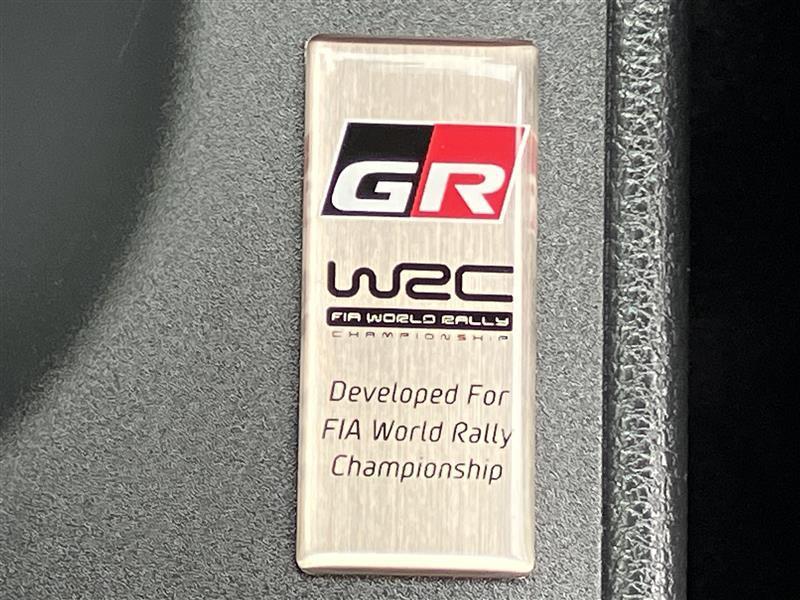 GR
WRC
FIA WORLD RALLY
CHAMPIONSHIP
Developed For
FIA World Rally
Championship